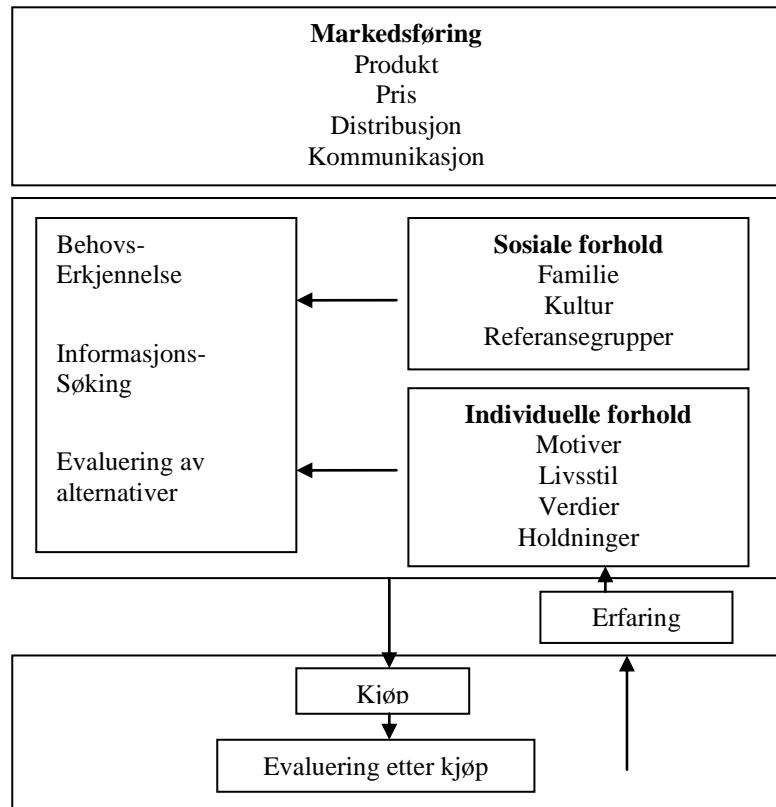 Markedsføring
Produkt
Pris
Distribusjon
Kommunikasjon
Behovs-
Erkjennelse
Informasjons-
Søking
Evaluering av
alternativer
Sosiale forhold
Familie
Kultur
Referansegrupper
Individuelle forhold
Motiver
Livsstil
Verdier
Holdninger
Erfaring
Kjøp
Evaluering etter kjøp